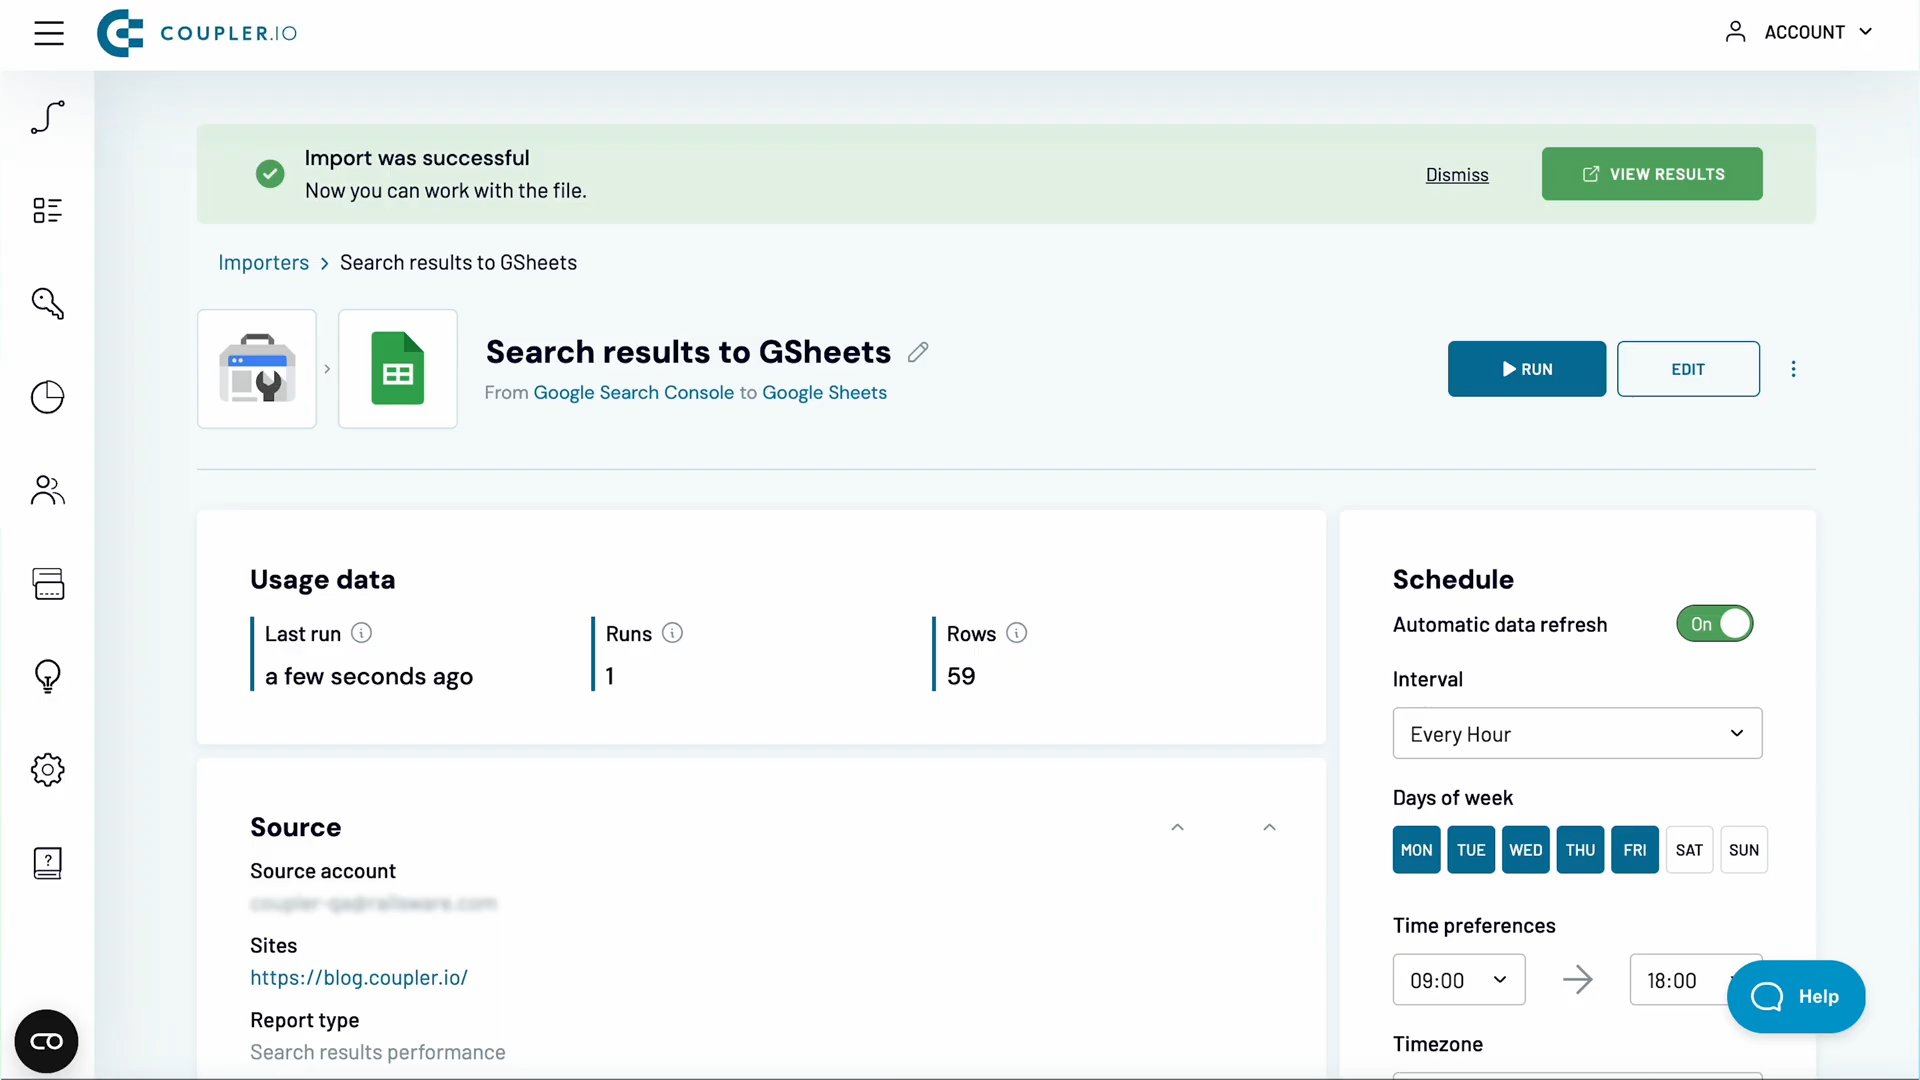 COUPLER.IO
ACCOUNT
Import was successful
Now you can work with the file.
Dismiss
VIEW RESULTS
Importers > Search results to GSheets
Search results to GSheets
From Google Search Console to Google Sheets
RUN
EDIT
Usage data
Last run
a few seconds ago
Runs
1
Rows
59
Schedule
Automatic data refresh
On
Interval
Every Hour
Days of week
MON TUE WED THU FRI SAT SUN
Time preferences
09:00
18:00
Timezone
Source
Source account
Sites
https://blog.coupler.io/
Report type
Search results performance
Help